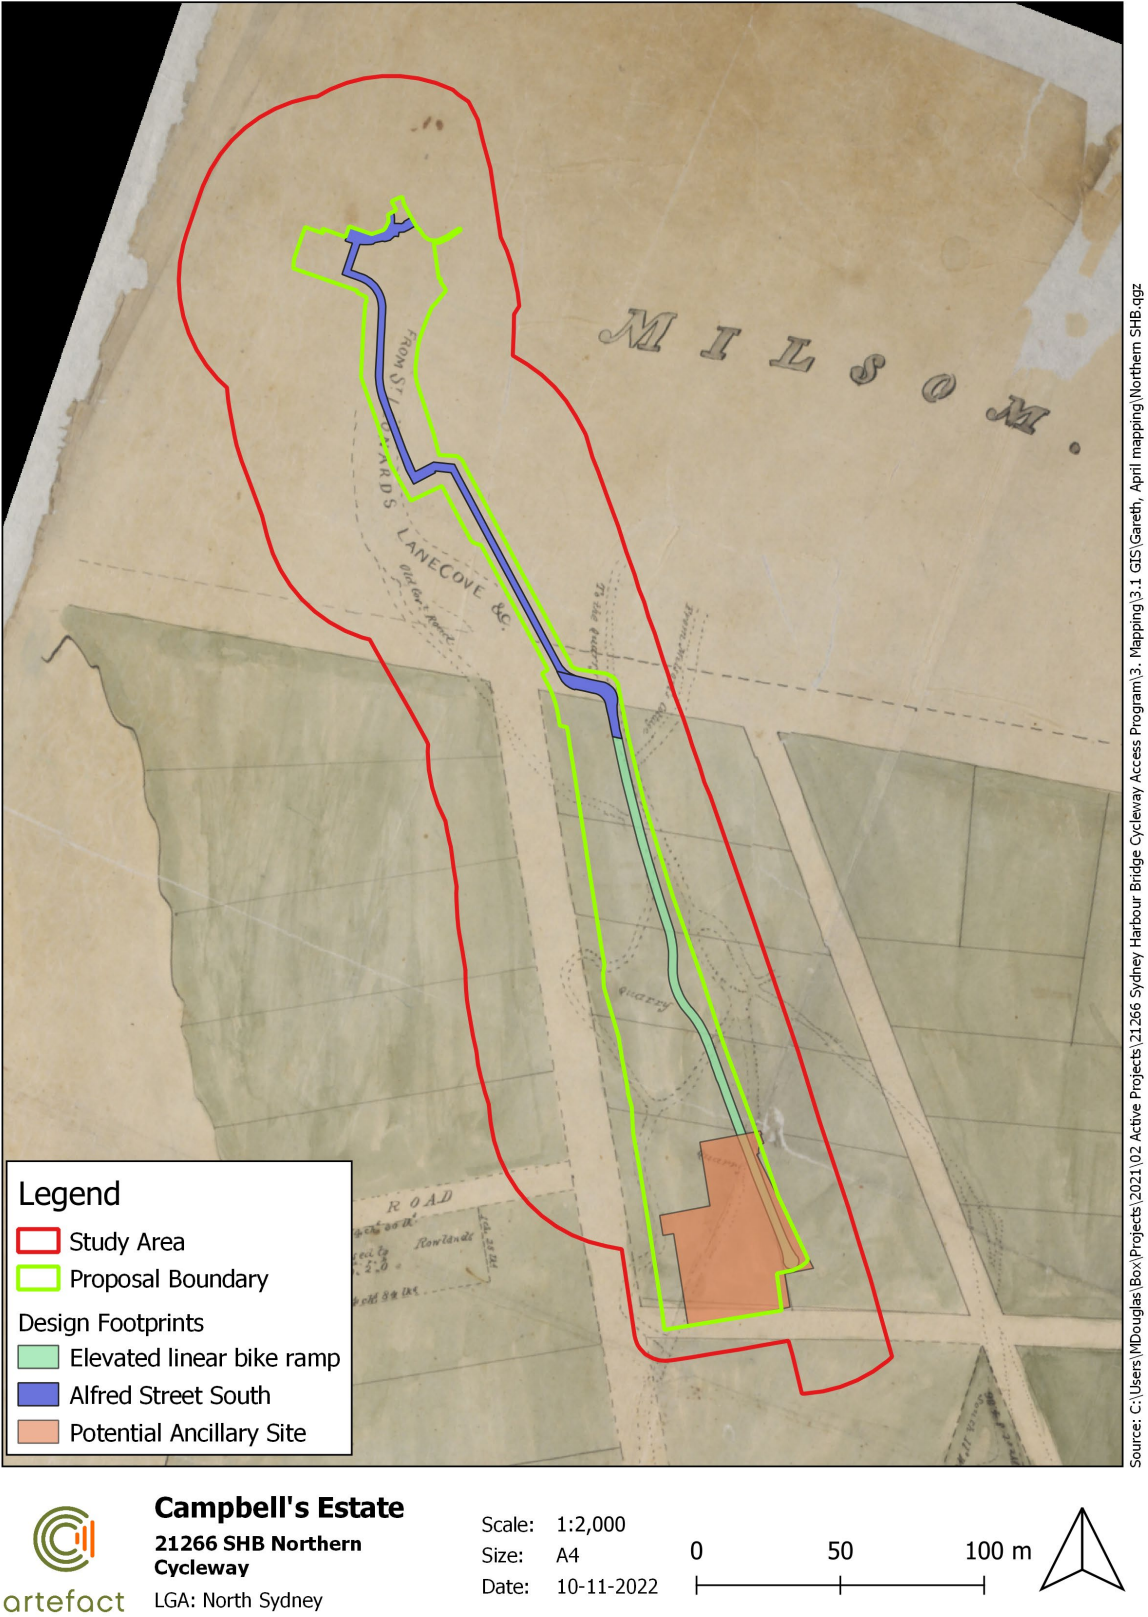 MILSOM.
FROM ST LEONARDS
LANECOVE &c.
Old Cart Road
To the quarry
quarry
quarry
ROAD
Rowlands
Legend
Study Area
Proposal Boundary
Design Footprints
Elevated linear bike ramp
Alfred Street South
Potential Ancillary Site
Source: C:\Users\MDouglas\Box\Projects\2021\02 Active Projects\21266 Sydney Harbour Bridge Cycleway Access Program\3. Mapping\3.1 GIS\Gareth, April mapping\Northern SHB.qgz
artefact
Campbell's Estate
21266 SHB Northern
Cycleway
LGA: North Sydney
Scale: 1:2,000
Size: A4
Date: 10-11-2022
0 50 100 m